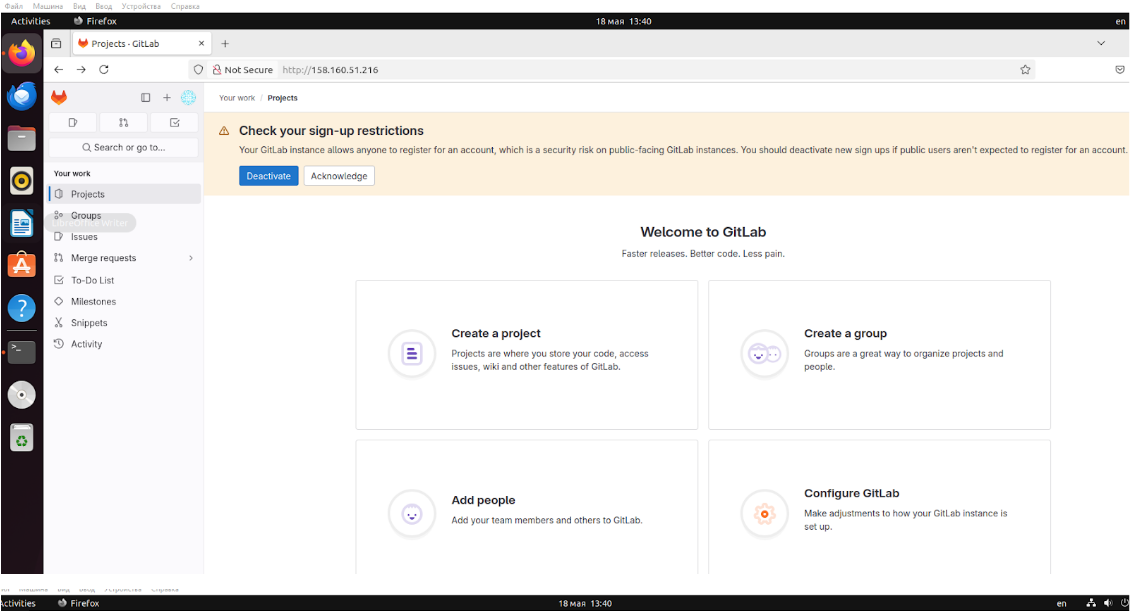 Файл Машина Вид Ввод Устройства Справка
Activities Firefox 18 мая 13:40 en
Projects - GitLab × +
Not Secure http://158.160.51.216
Your work / Projects
Check your sign-up restrictions
Your GitLab instance allows anyone to register for an account, which is a security risk on public-facing GitLab instances. You should deactivate new sign ups if public users aren't expected to register for an account.
Deactivate Acknowledge
Search or go to...
Your work
Projects
Groups
Issues
Merge requests
To-Do List
Milestones
Snippets
Activity
Welcome to GitLab
Faster releases. Better code. Less pain.
Create a project
Projects are where you store your code, access
issues, wiki and other features of GitLab.
Create a group
Groups are a great way to organize projects and
people.
Add people
Add your team members and others to GitLab.
Configure GitLab
Make adjustments to how your GitLab instance is
set up.
Activities Firefox 18 мая 13:40 en